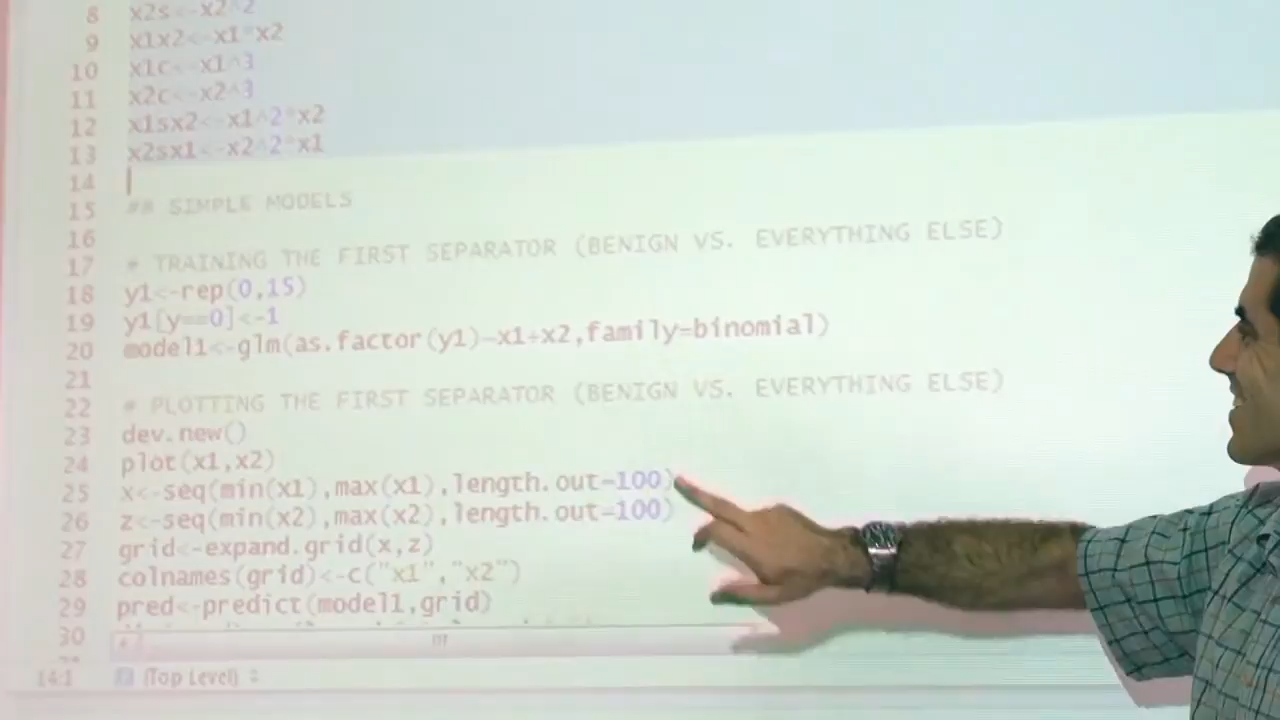 8 x2s<-x2^2
9 x1x2<-x1*x2
10 x1c<-x1^3
11 x2c<-x2^3
12 x1sx2<-x1^2*x2
13 x2sx1<-x2^2*x1
14
15 ## SIMPLE MODELS
16
17 # TRAINING THE FIRST SEPARATOR (BENIGN VS. EVERYTHING ELSE)
18 y1<-rep(0,15)
19 y1[y==0]<-1
20 model1<-glm(as.factor(y1)~x1+x2,family=binomial)
21
22 # PLOTTING THE FIRST SEPARATOR (BENIGN VS. EVERYTHING ELSE)
23 dev.new()
24 plot(x1,x2)
25 x<-seq(min(x1),max(x1),length.out=100)
26 z<-seq(min(x2),max(x2),length.out=100)
27 grid<-expand.grid(x,z)
28 colnames(grid)<-c("x1","x2")
29 pred<-predict(model1,grid)
30
14:1 (Top Level)